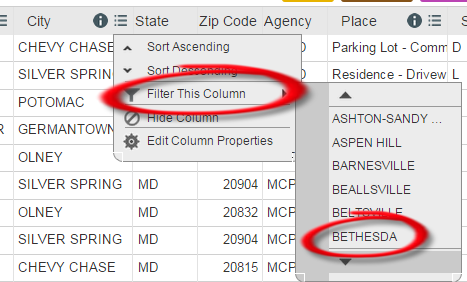 City State Zip Code Agency Place
CHEVY CHASE Parking Lot - Comm D
SILVER SPRING Residence - Drivew L
POTOMAC
GERMANTOWN
OLNEY
SILVER SPRING MD 20904 MCP
OLNEY MD 20832 MCP
SILVER SPRING MD 20904 MCP
CHEVY CHASE MD 20815 MCP
Sort Ascending
Sort Descending
Filter This Column
Hide Column
Edit Column Properties
ASHTON-SANDY ...
ASPEN HILL
BARNESVILLE
BEALLSVILLE
BELTSVILLE
BETHESDA